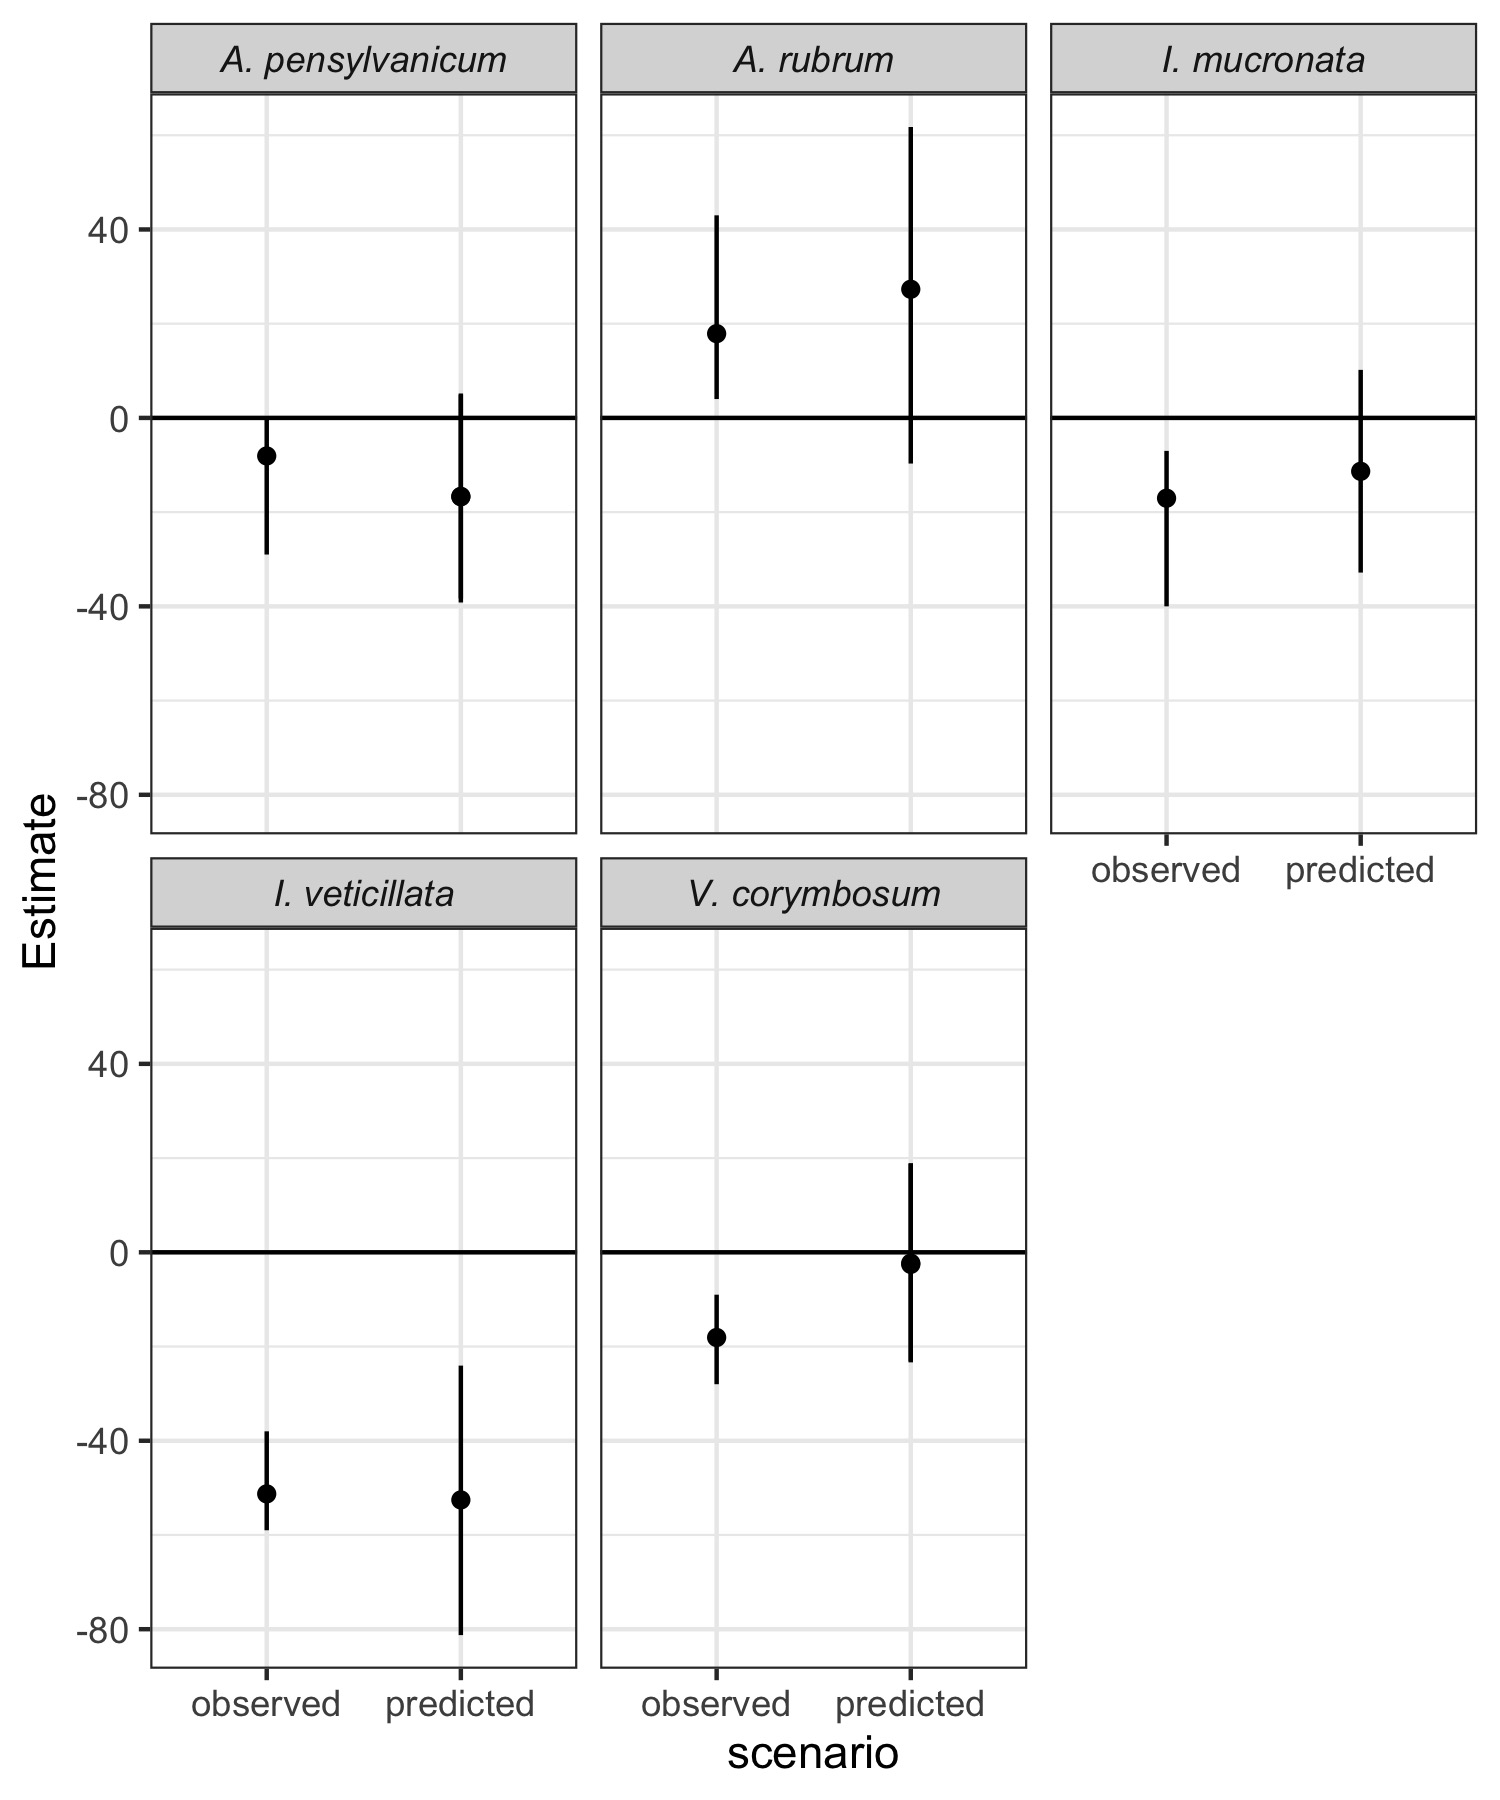 A. pensylvanicum
A. rubrum
I. mucronata
40
0
-40
-80
observed
predicted
Estimate
I. veticillata
V. corymbosum
40
0
-40
-80
observed
predicted
observed
predicted
scenario